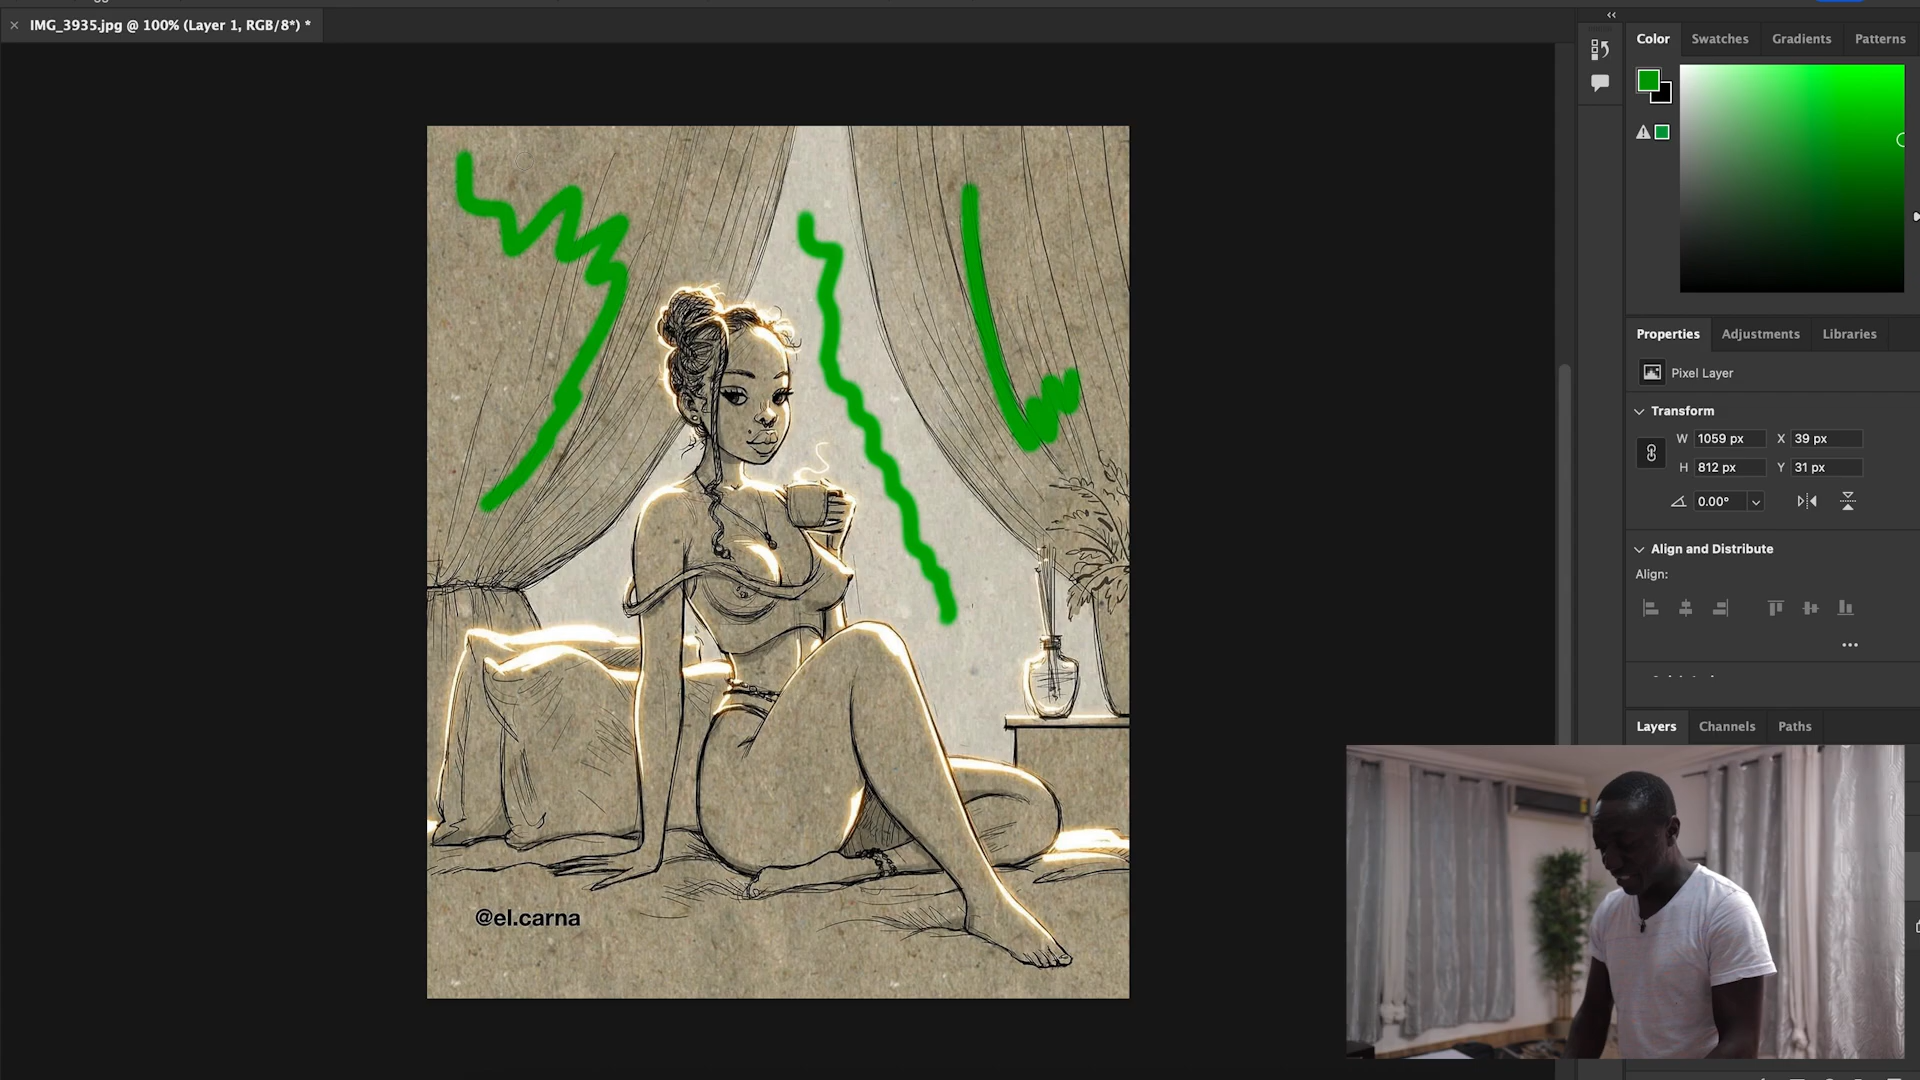 IMG_3935.jpg @ 100% (Layer 1, RGB/8*) *
Color
Swatches
Gradients
Patterns
Properties
Adjustments
Libraries
Pixel Layer
Transform
W
1059 px
X
39 px
H
812 px
Y
31 px
0.00°
Align and Distribute
Align:
Layers
Channels
Paths
@el.carna